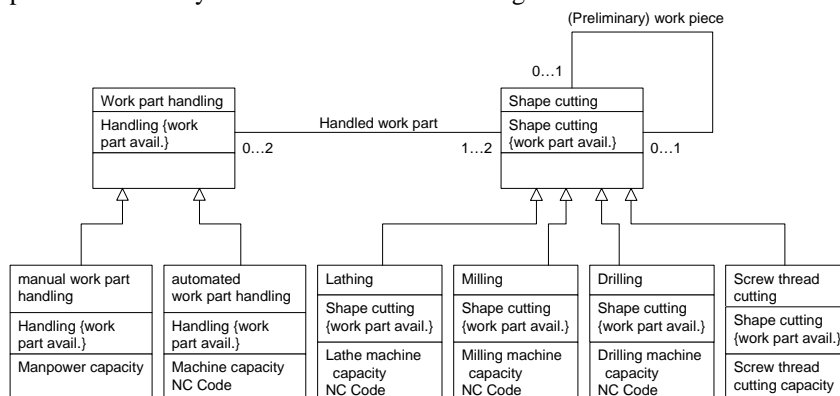 (Preliminary) work piece
0...1
Work part handling
Handling {work
part avail.}
0...2
Handled work part
1...2
Shape cutting
Shape cutting
{work part avail.}
0...1
manual work part
handling
Handling {work
part avail.}
Manpower capacity
automated
work part handling
Handling {work
part avail.}
Machine capacity
NC Code
Lathing
Shape cutting
{work part avail.}
Lathe machine
capacity
NC Code
Milling
Shape cutting
{work part avail.}
Milling machine
capacity
NC Code
Drilling
Shape cutting
{work part avail.}
Drilling machine
capacity
NC Code
Screw thread
cutting
Shape cutting
{work part avail.}
Screw thread
cutting capacity